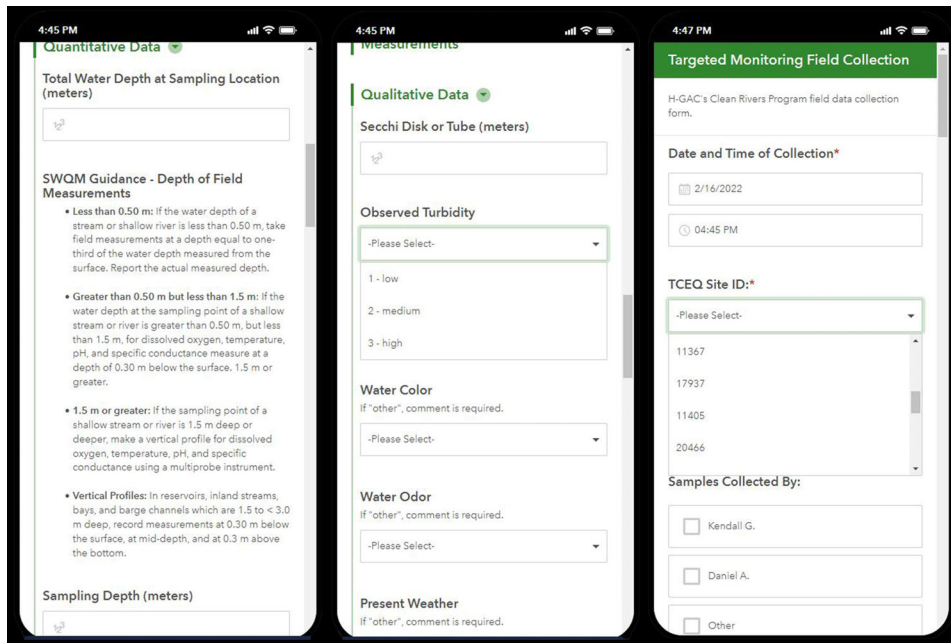 4:45 PM
Quantitative Data
Total Water Depth at Sampling Location
(meters)
SWQM Guidance - Depth of Field
Measurements
• Less than 0.50 m: If the water depth of a
stream or shallow river is less than 0.50 m, take
field measurements at a depth equal to one-
third of the water depth measured from the
surface. Report the actual measured depth.
• Greater than 0.50 m but less than 1.5 m: If the
water depth at the sampling point of a shallow
stream or river is greater than 0.50 m, but less
than 1.5 m, for dissolved oxygen, temperature,
pH, and specific conductance measure at a
depth of 0.30 m below the surface. 1.5 m or
greater.
• 1.5 m or greater: If the sampling point of a
shallow stream or river is 1.5 m deep or
deeper, make a vertical profile for dissolved
oxygen, temperature, pH, and specific
conductance using a multiprobe instrument.
• Vertical Profiles: In reservoirs, inland streams,
bays, and barge channels which are 1.5 to < 3.0
m deep, record measurements at 0.30 m below
the surface, at mid-depth, and at 0.3 m above
the bottom.
Sampling Depth (meters)
4:45 PM
Measurements
Qualitative Data
Secchi Disk or Tube (meters)
Observed Turbidity
-Please Select-
1 - low
2 - medium
3 - high
Water Color
If "other", comment is required.
-Please Select-
Water Odor
If "other", comment is required.
-Please Select-
Present Weather
If "other", comment is required.
4:47 PM
Targeted Monitoring Field Collection
H-GAC's Clean Rivers Program field data collection
form.
Date and Time of Collection*
2/16/2022
04:45 PM
TCEQ Site ID:*
-Please Select-
11367
17937
11405
20466
Samples Collected By:
Kendall G.
Daniel A.
Other